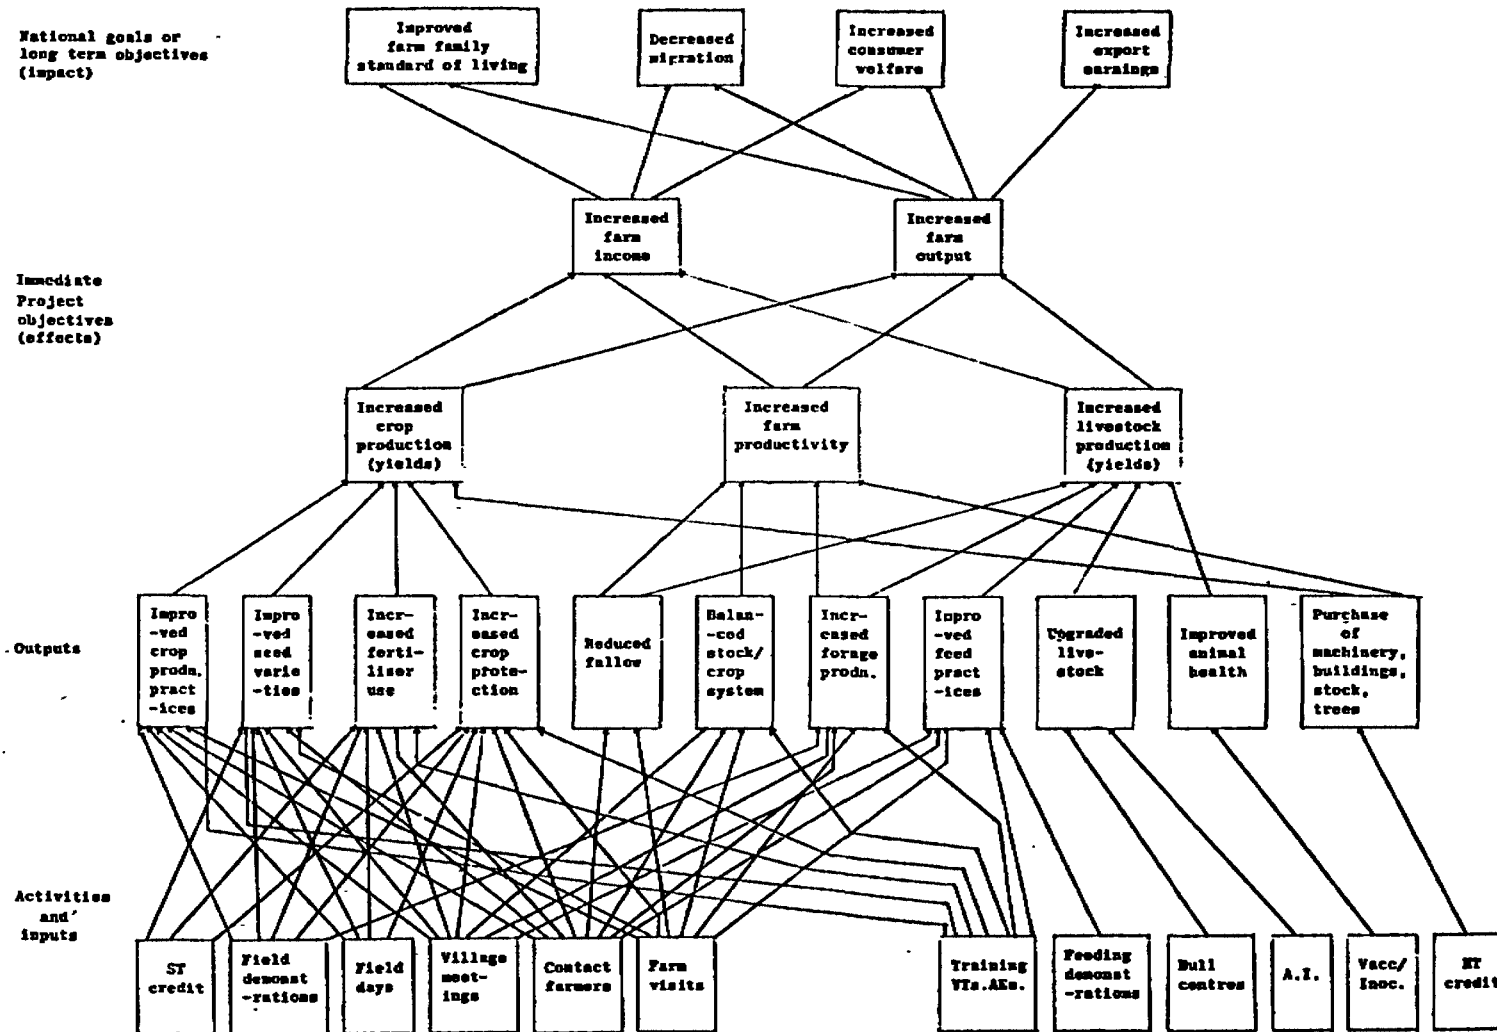 National goals or
long term objectives
(impact)
Improved
farm family
standard of living
Decreased
migration
Increased
consumer
welfare
Increased
export
earnings
Increased
farm
income
Increased
farm
output
Immediate
Project
objectives
(effects)
Increased
crop
production
(yields)
Increased
farm
productivity
Increased
livestock
production
(yields)
Outputs
Impro
-ved
crop
prodn.
pract
-ices
Impro
-ved
seed
varie
-ties
Incr-
eased
ferti-
liser
use
Incr-
eased
crop
prote-
ction
Reduced
fallow
Balan-
-ced
stock/
crop
system
Incr-
eased
forage
prodn.
Impro
-ved
feed
pract
-ices
Upgraded
live-
stock
Improved
animal
health
Purchase
of
machinery,
buildings,
stock,
trees
Activities
and
inputs
ST
credit
Field
demonst
-rations
Field
days
Village
meet-
ings
Contact
farmers
Farm
visits
Training
VTs.AEs.
Feeding
demonst
-rations
Bull
centres
A.I.
Vacc/
Inoc.
MT
credit